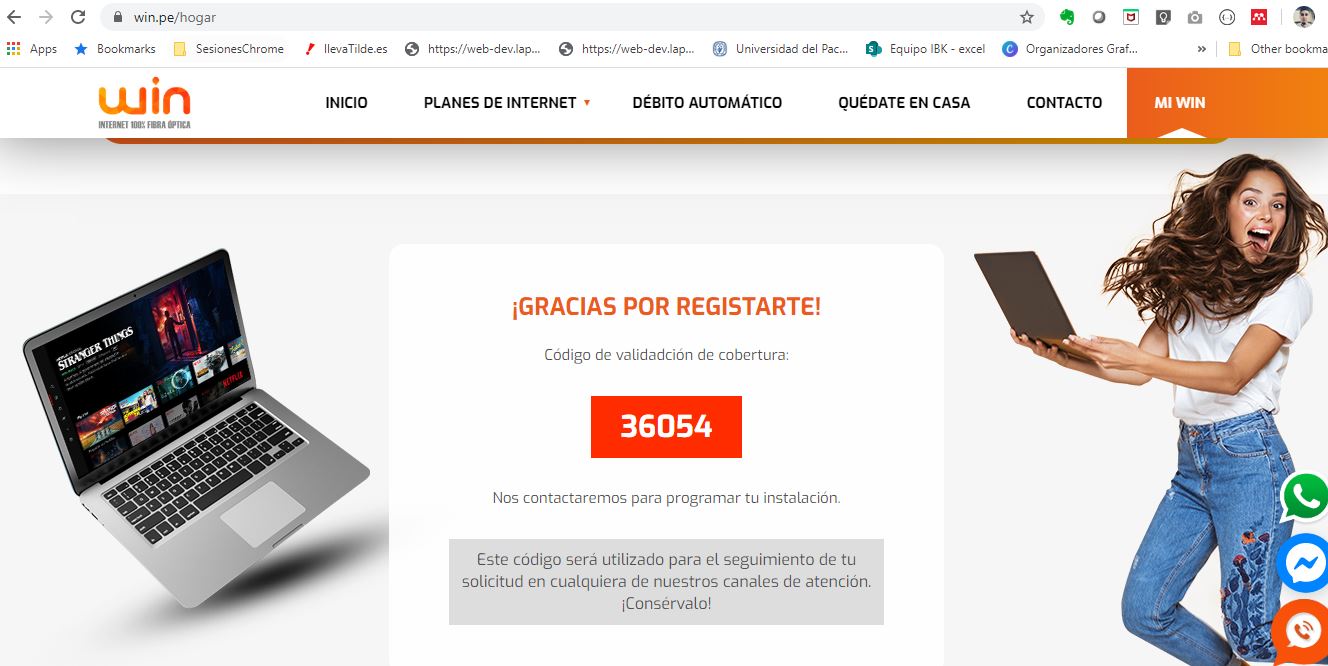 win.pe/hogar
Apps
Bookmarks
SesionesChrome
llevaTilde.es
https://web-dev.lap...
https://web-dev.lap...
Universidad del Pac...
Equipo IBK - excel
Organizadores Graf...
»
Other bookma
win
INTERNET 100% FIBRA ÓPTICA
INICIO
PLANES DE INTERNET
DÉBITO AUTOMÁTICO
QUÉDATE EN CASA
CONTACTO
MI WIN
STRANGER THINGS
NETFLIX
¡GRACIAS POR REGISTARTE!
Código de validadción de cobertura:
36054
Nos contactaremos para programar tu instalación.
Este código será utilizado para el seguimiento de tu
solicitud en cualquiera de nuestros canales de atención.
¡Consérvalo!